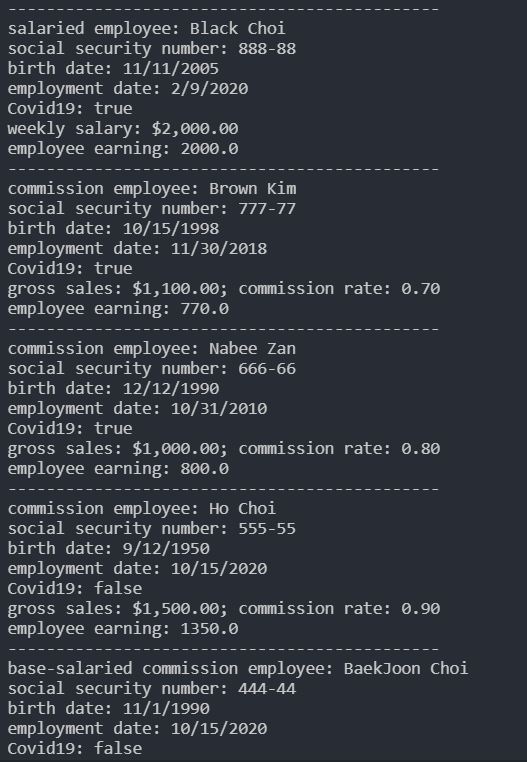 ---------------------------------------------
salaried employee: Black Choi
social security number: 888-88
birth date: 11/11/2005
employment date: 2/9/2020
Covid19: true
weekly salary: $2,000.00
employee earning: 2000.0
---------------------------------------------
commission employee: Brown Kim
social security number: 777-77
birth date: 10/15/1998
employment date: 11/30/2018
Covid19: true
gross sales: $1,100.00; commission rate: 0.70
employee earning: 770.0
---------------------------------------------
commission employee: Nabee Zan
social security number: 666-66
birth date: 12/12/1990
employment date: 10/31/2010
Covid19: true
gross sales: $1,000.00; commission rate: 0.80
employee earning: 800.0
---------------------------------------------
commission employee: Ho Choi
social security number: 555-55
birth date: 9/12/1950
employment date: 10/15/2020
Covid19: false
gross sales: $1,500.00; commission rate: 0.90
employee earning: 1350.0
---------------------------------------------
base-salaried commission employee: BaekJoon Choi
social security number: 444-44
birth date: 11/1/1990
employment date: 10/15/2020
Covid19: false